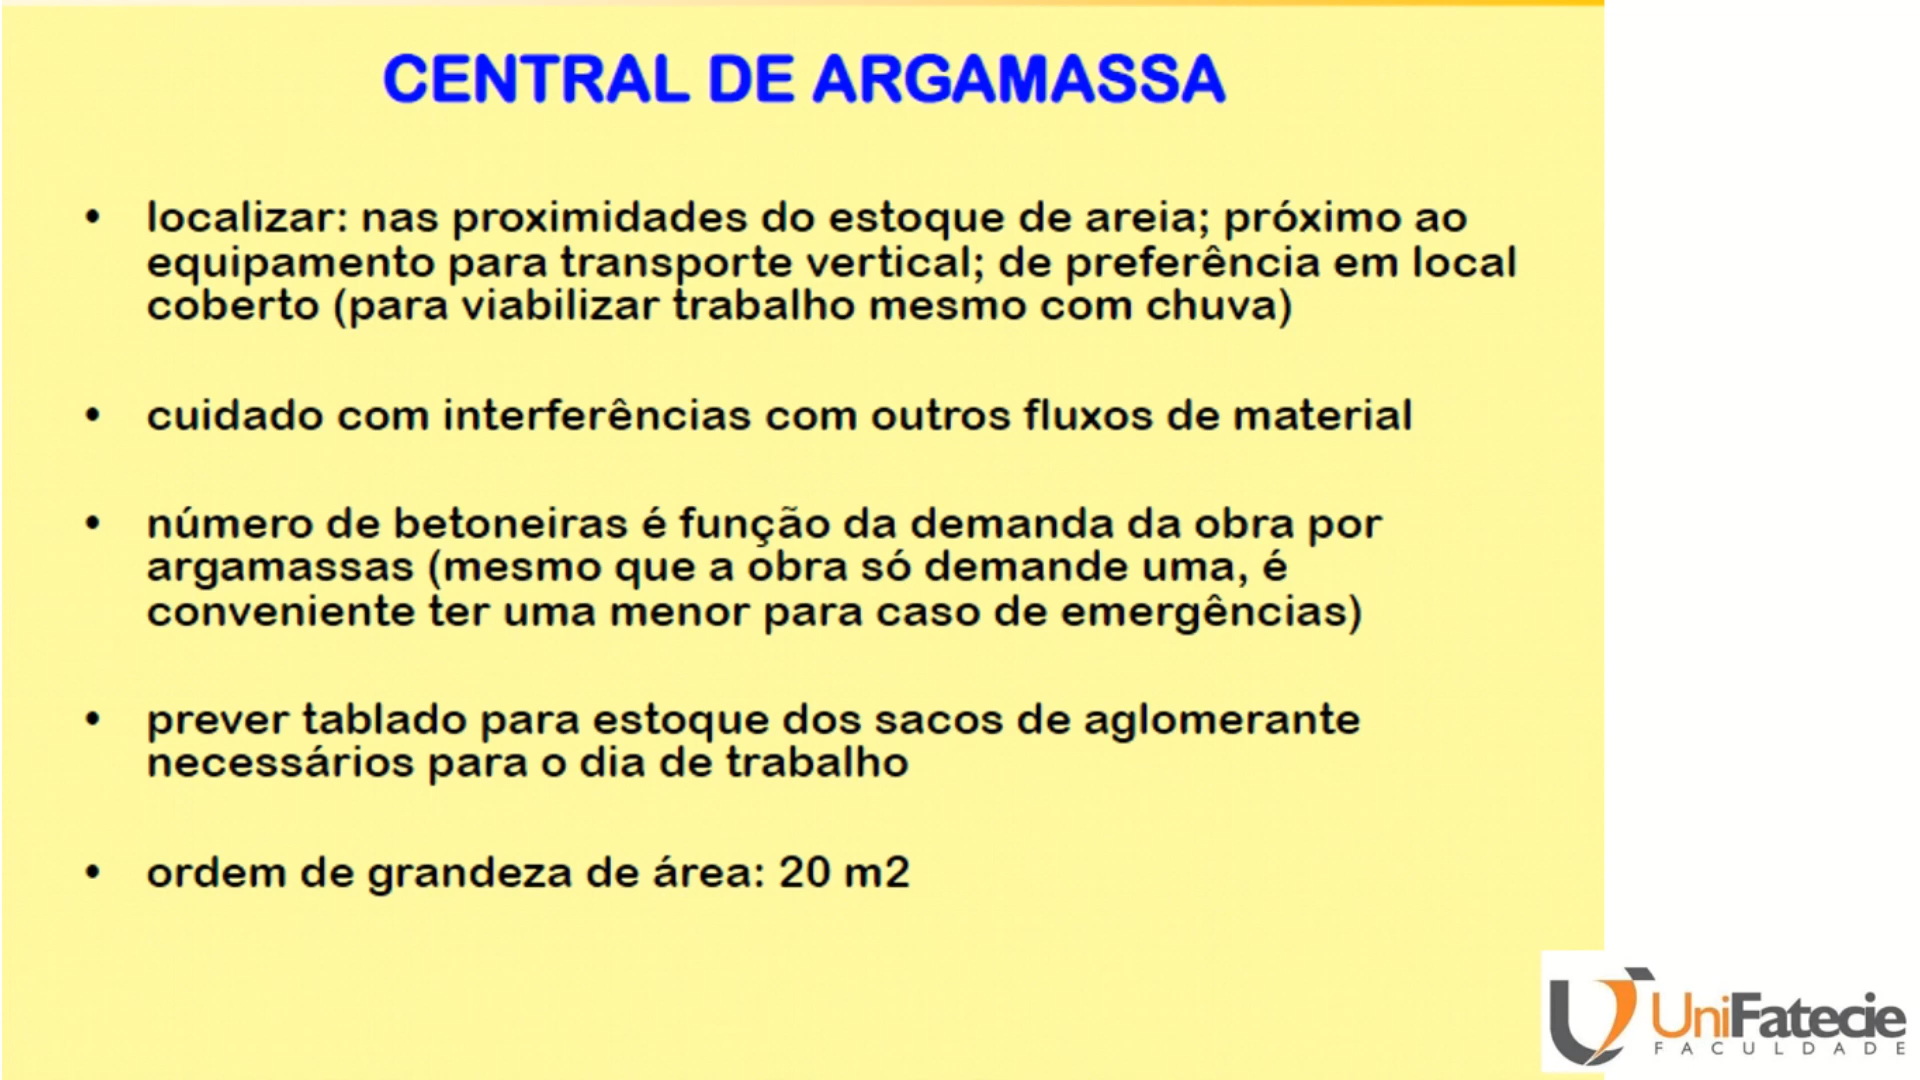 CENTRAL DE ARGAMASSA
• localizar: nas proximidades do estoque de areia; próximo ao
equipamento para transporte vertical; de preferência em local
coberto (para viabilizar trabalho mesmo com chuva)
• cuidado com interferências com outros fluxos de material
• número de betoneiras é função da demanda da obra por
argamassas (mesmo que a obra só demande uma, é
conveniente ter uma menor para caso de emergências)
• prever tablado para estoque dos sacos de aglomerante
necessários para o dia de trabalho
• ordem de grandeza de área: 20 m2
UniFatecie
FACULDADE